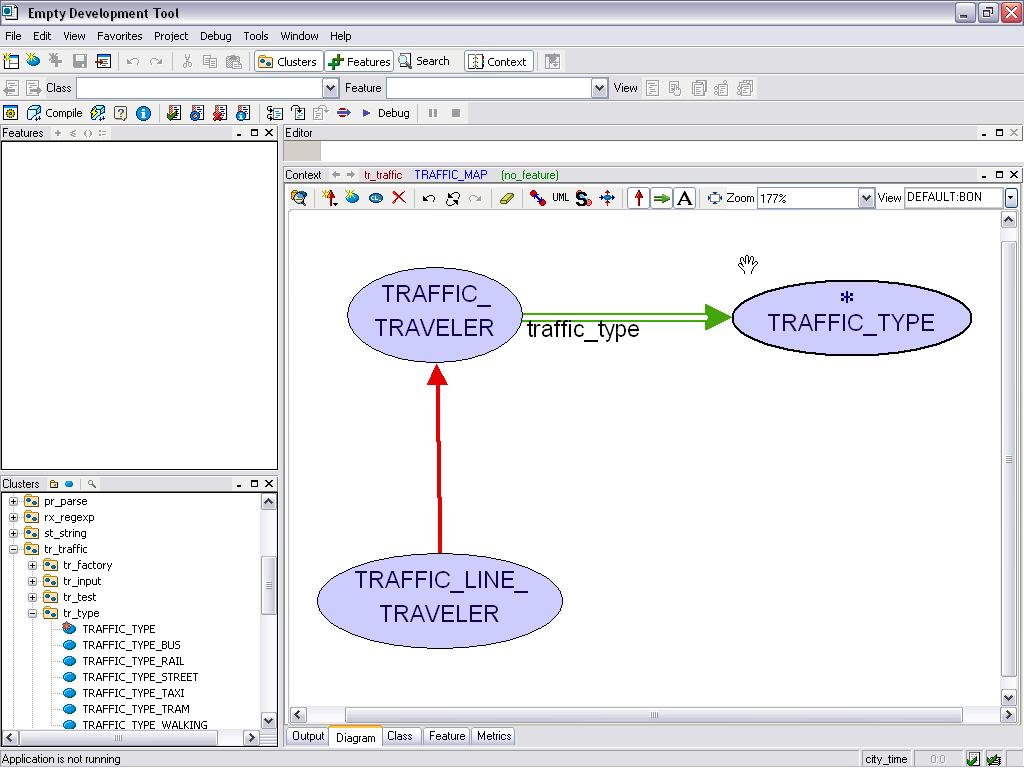 Empty Development Tool
File Edit View Favorites Project Debug Tools Window Help
Clusters Features Search Context
Class Feature View
Compile Debug
Features
Editor
Context tr_traffic TRAFFIC_MAP (no_feature)
UML A Zoom 177% View DEFAULT:BON
TRAFFIC_
TRAVELER
traffic_type
*
TRAFFIC_TYPE
TRAFFIC_LINE_
TRAVELER
Clusters
pr_parse
rx_regexp
st_string
tr_traffic
tr_factory
tr_input
tr_test
tr_type
TRAFFIC_TYPE
TRAFFIC_TYPE_BUS
TRAFFIC_TYPE_RAIL
TRAFFIC_TYPE_STREET
TRAFFIC_TYPE_TAXI
TRAFFIC_TYPE_TRAM
TRAFFIC_TYPE_WALKING
Output Diagram Class Feature Metrics
Application is not running city_time 0:0